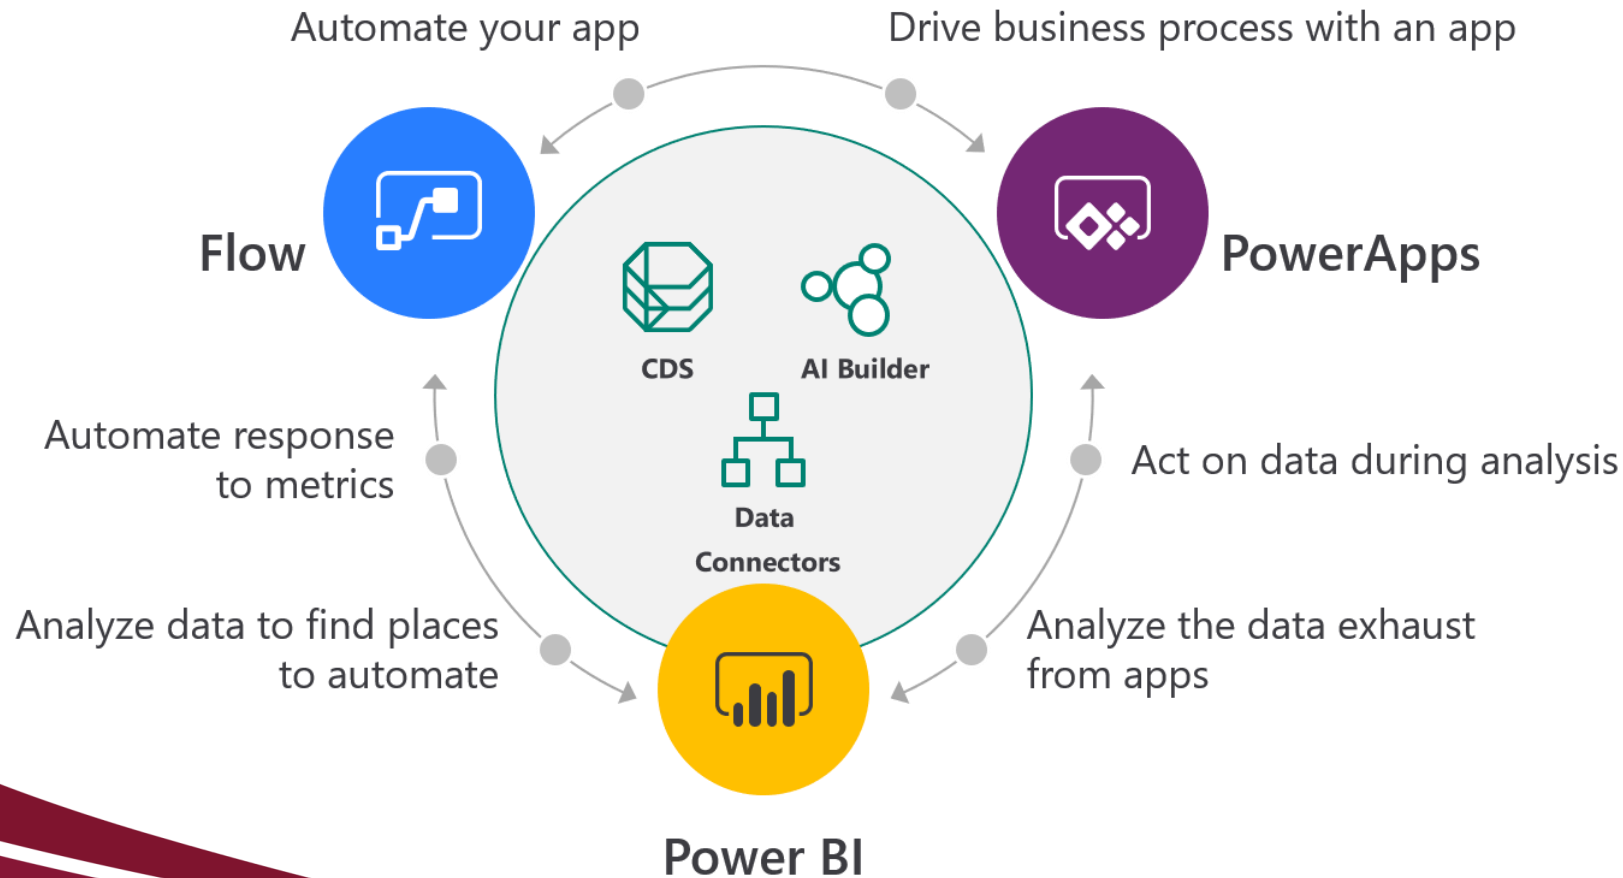 Automate your app
Drive business process with an app
Flow
PowerApps
CDS
AI Builder
Automate response
to metrics
Act on data during analysis
Data
Connectors
Analyze data to find places
to automate
Analyze the data exhaust
from apps
Power BI